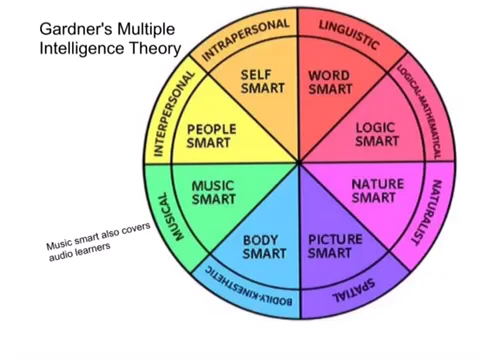 Gardner's Multiple
Intelligence Theory
INTRAPERSONAL
LINGUISTIC
LOGICAL-MATHEMATICAL
NATURALIST
SPATIAL
BODILY-KINESTHETIC
MUSICAL
INTERPERSONAL
SELF
SMART
WORD
SMART
LOGIC
SMART
NATURE
SMART
PICTURE
SMART
BODY
SMART
MUSIC
SMART
PEOPLE
SMART
Music smart also covers
audio learners